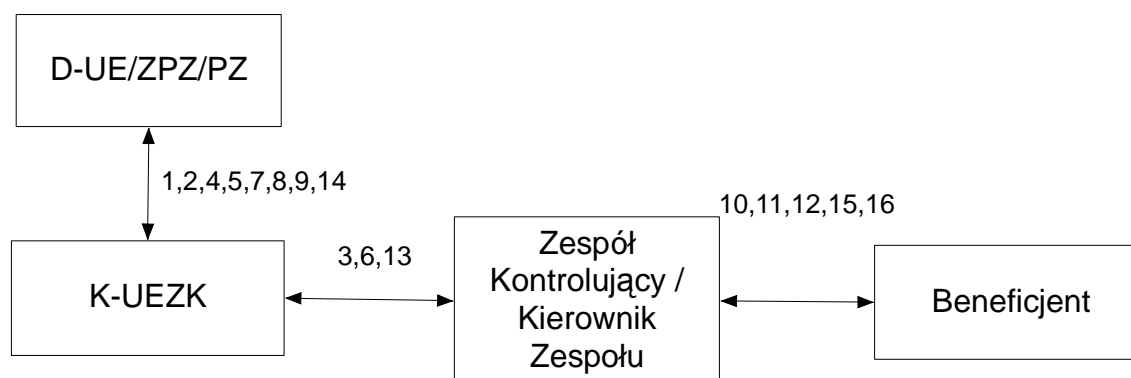 D-UE/ZPZ/PZ
1,2,4,5,7,8,9,14
K-UEZK
3,6,13
Zespół
Kontrolujący /
Kierownik
Zespołu
10,11,12,15,16
Beneficjent